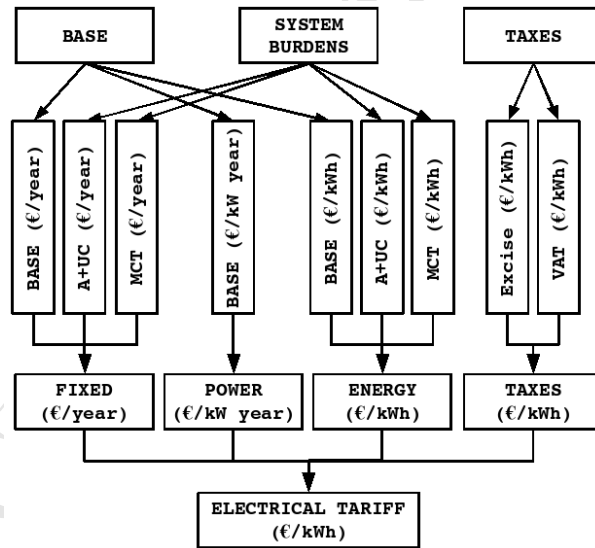 BASE
SYSTEM
BURDENS
TAXES
BASE (€/year)
A+UC (€/year)
MCT (€/year)
BASE (€/kW year)
BASE (€/kWh)
A+UC (€/kWh)
MCT (€/kWh)
Excise (€/kWh)
VAT (€/kWh)
FIXED
(€/year)
POWER
(€/kW year)
ENERGY
(€/kWh)
TAXES
(€/kWh)
ELECTRICAL TARIFF
(€/kWh)